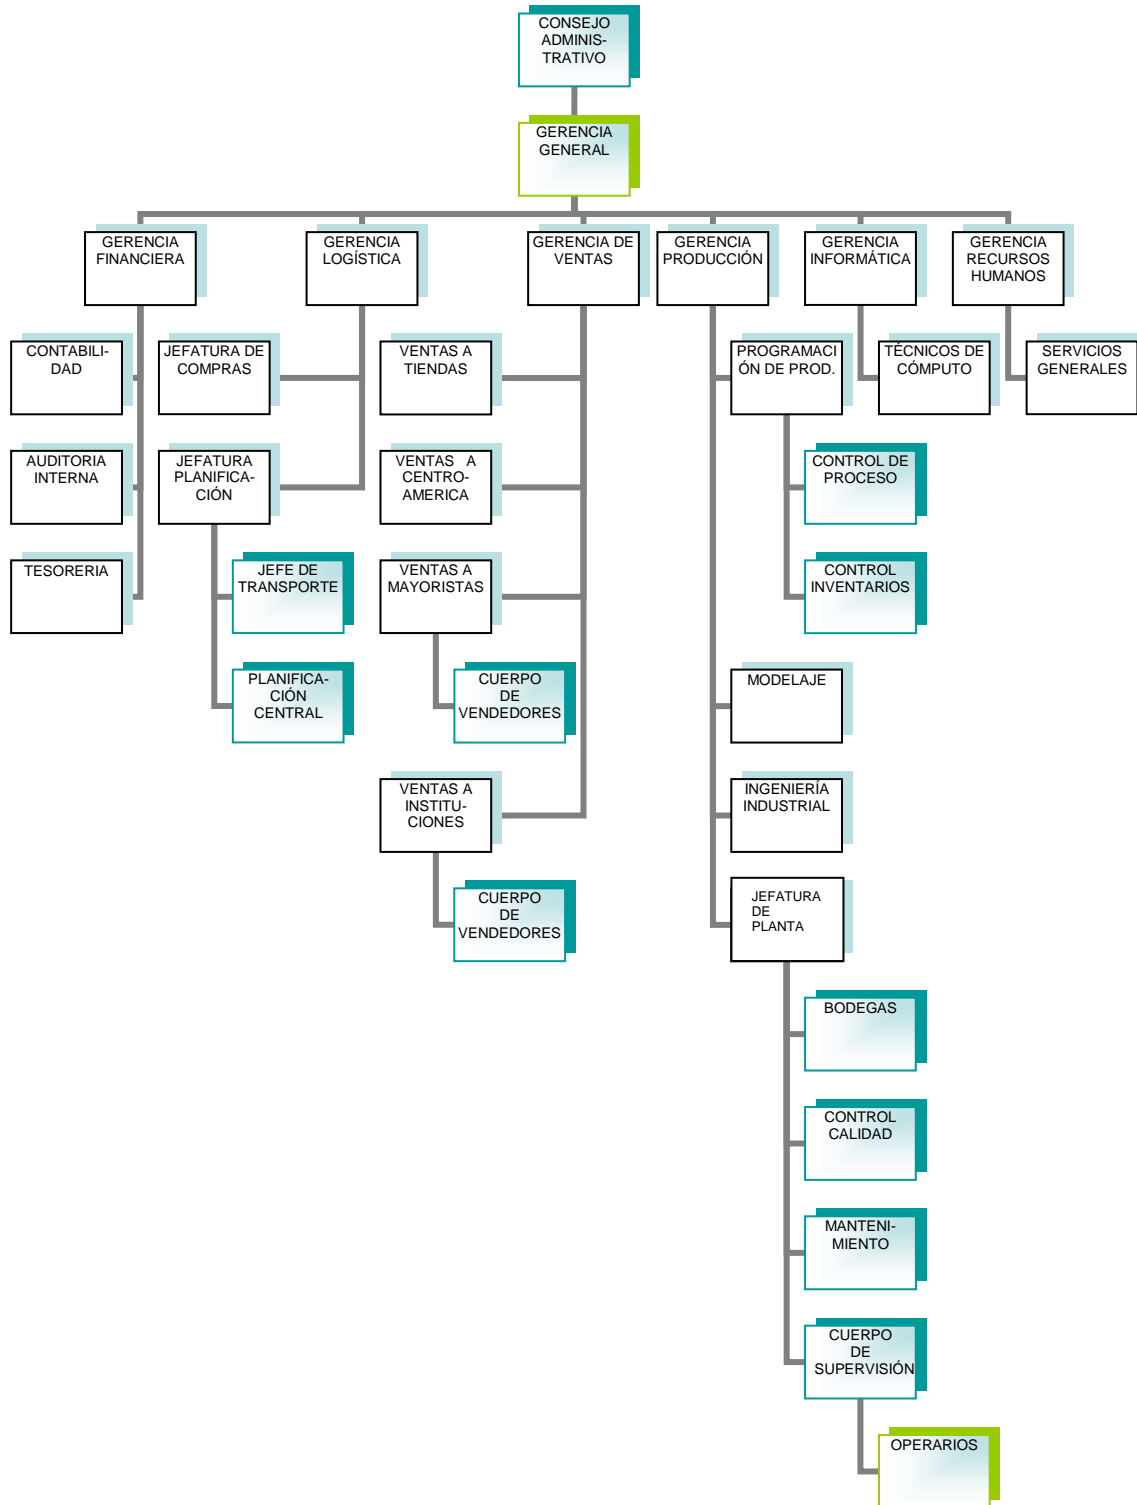 CONSEJO
ADMINIS-
TRATIVO
GERENCIA
GENERAL
GERENCIA
FINANCIERA
GERENCIA
LOGÍSTICA
GERENCIA DE
VENTAS
GERENCIA
PRODUCCIÓN
GERENCIA
INFORMÁTICA
GERENCIA
RECURSOS
HUMANOS
CONTABILI-
DAD
JEFATURA DE
COMPRAS
VENTAS A
TIENDAS
PROGRAMACI
ÓN DE PROD.
TÉCNICOS DE
CÓMPUTO
SERVICIOS
GENERALES
AUDITORIA
INTERNA
JEFATURA
PLANIFICA-
CIÓN
VENTAS A
CENTRO-
AMERICA
CONTROL DE
PROCESO
TESORERIA
JEFE DE
TRANSPORTE
VENTAS A
MAYORISTAS
CONTROL
INVENTARIOS
PLANIFICA-
CIÓN
CENTRAL
CUERPO
DE
VENDEDORES
MODELAJE
VENTAS A
INSTITU-
CIONES
INGENIERÍA
INDUSTRIAL
CUERPO
DE
VENDEDORES
JEFATURA
DE
PLANTA
BODEGAS
CONTROL
CALIDAD
MANTENI-
MIENTO
CUERPO
DE
SUPERVISIÓN
OPERARIOS